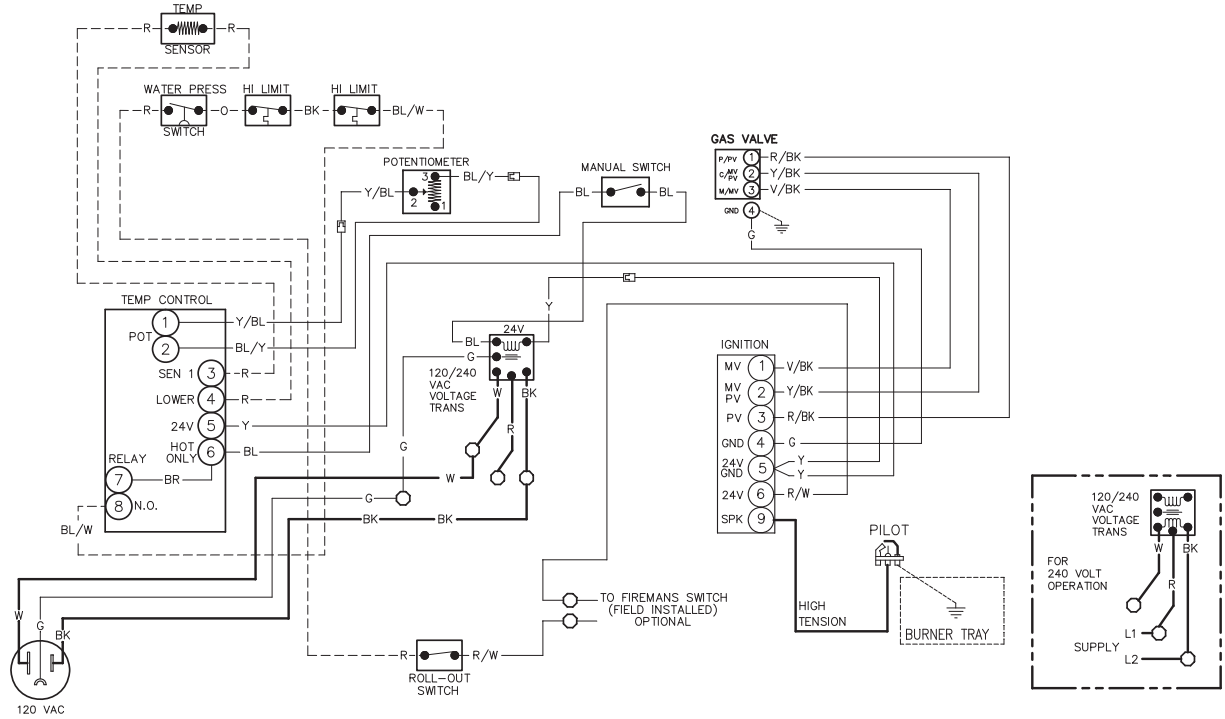 TEMP
R R
SENSOR
WATER PRESS HI LIMIT HI LIMIT
R O BK BL/W
SWITCH
GAS VALVE
P/PV 1 R/BK
C/MV PV 2 Y/BK
M/MV 3 V/BK
GND 4
G
POTENTIOMETER
3 BL/Y
Y/BL 2 1
MANUAL SWITCH
BL BL
TEMP CONTROL
1 Y/BL
POT
2 BL/Y
SEN 1 3 R
LOWER 4 R
24V 5 Y
HOT ONLY 6 BL
RELAY
7 BR
8 N.O.
BL/W
Y
24V
BL
G
120/240
VAC
VOLTAGE
TRANS
W BK
R
G
W
G
BK BK
IGNITION
MV 1 V/BK
MV
PV 2 Y/BK
PV 3 R/BK
GND 4 G
24V
GND 5 Y
Y
24V 6 R/W
SPK 9
PILOT
HIGH
TENSION
BURNER TRAY
TO FIREMANS SWITCH
(FIELD INSTALLED)
OPTIONAL
R R/W
ROLL-OUT
SWITCH
W
G
BK
120 VAC
120/240
VAC
VOLTAGE
TRANS
W BK
R
FOR
240 VOLT
OPERATION
L1
SUPPLY
L2